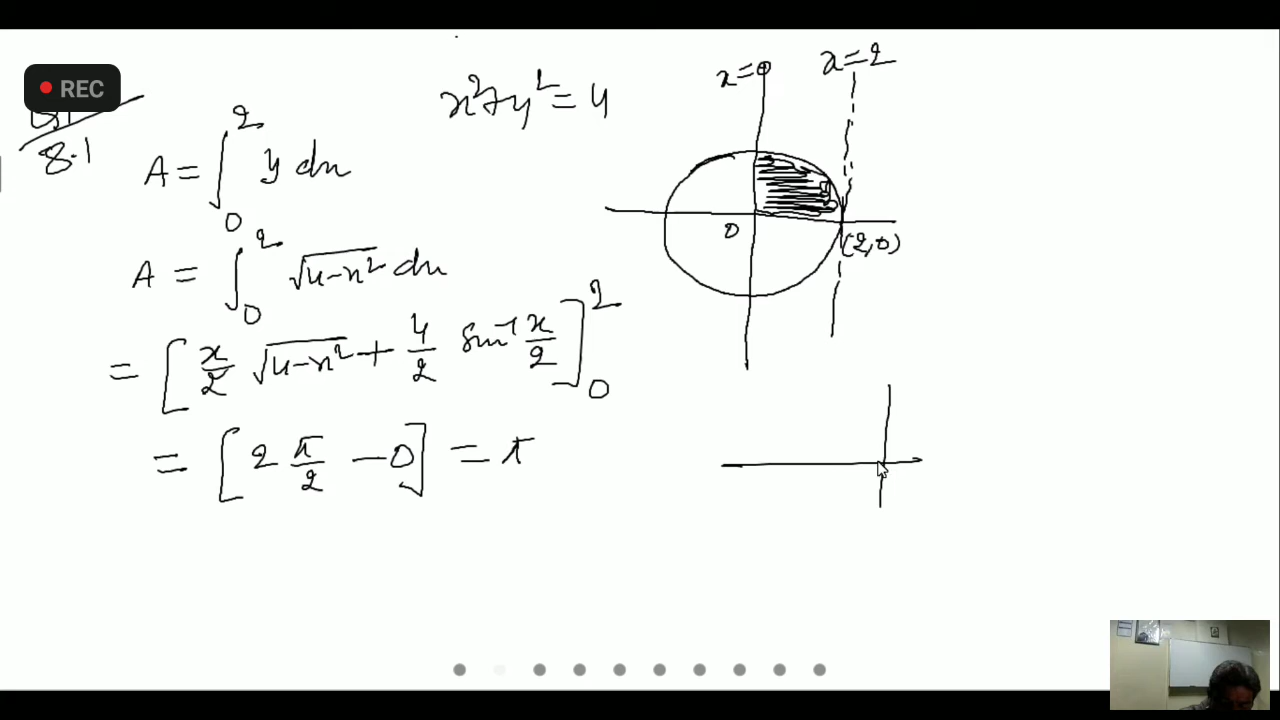 REC
8.1
x² + y² = 4
x=0
x=2
A = ∫₀² y dx
0
(2,0)
A = ∫₀² √(4-x²) dx
= [x/2 √(4-x²) + 4/2 sin⁻¹ x/2]₀²
= [2 π/2 - 0] = π